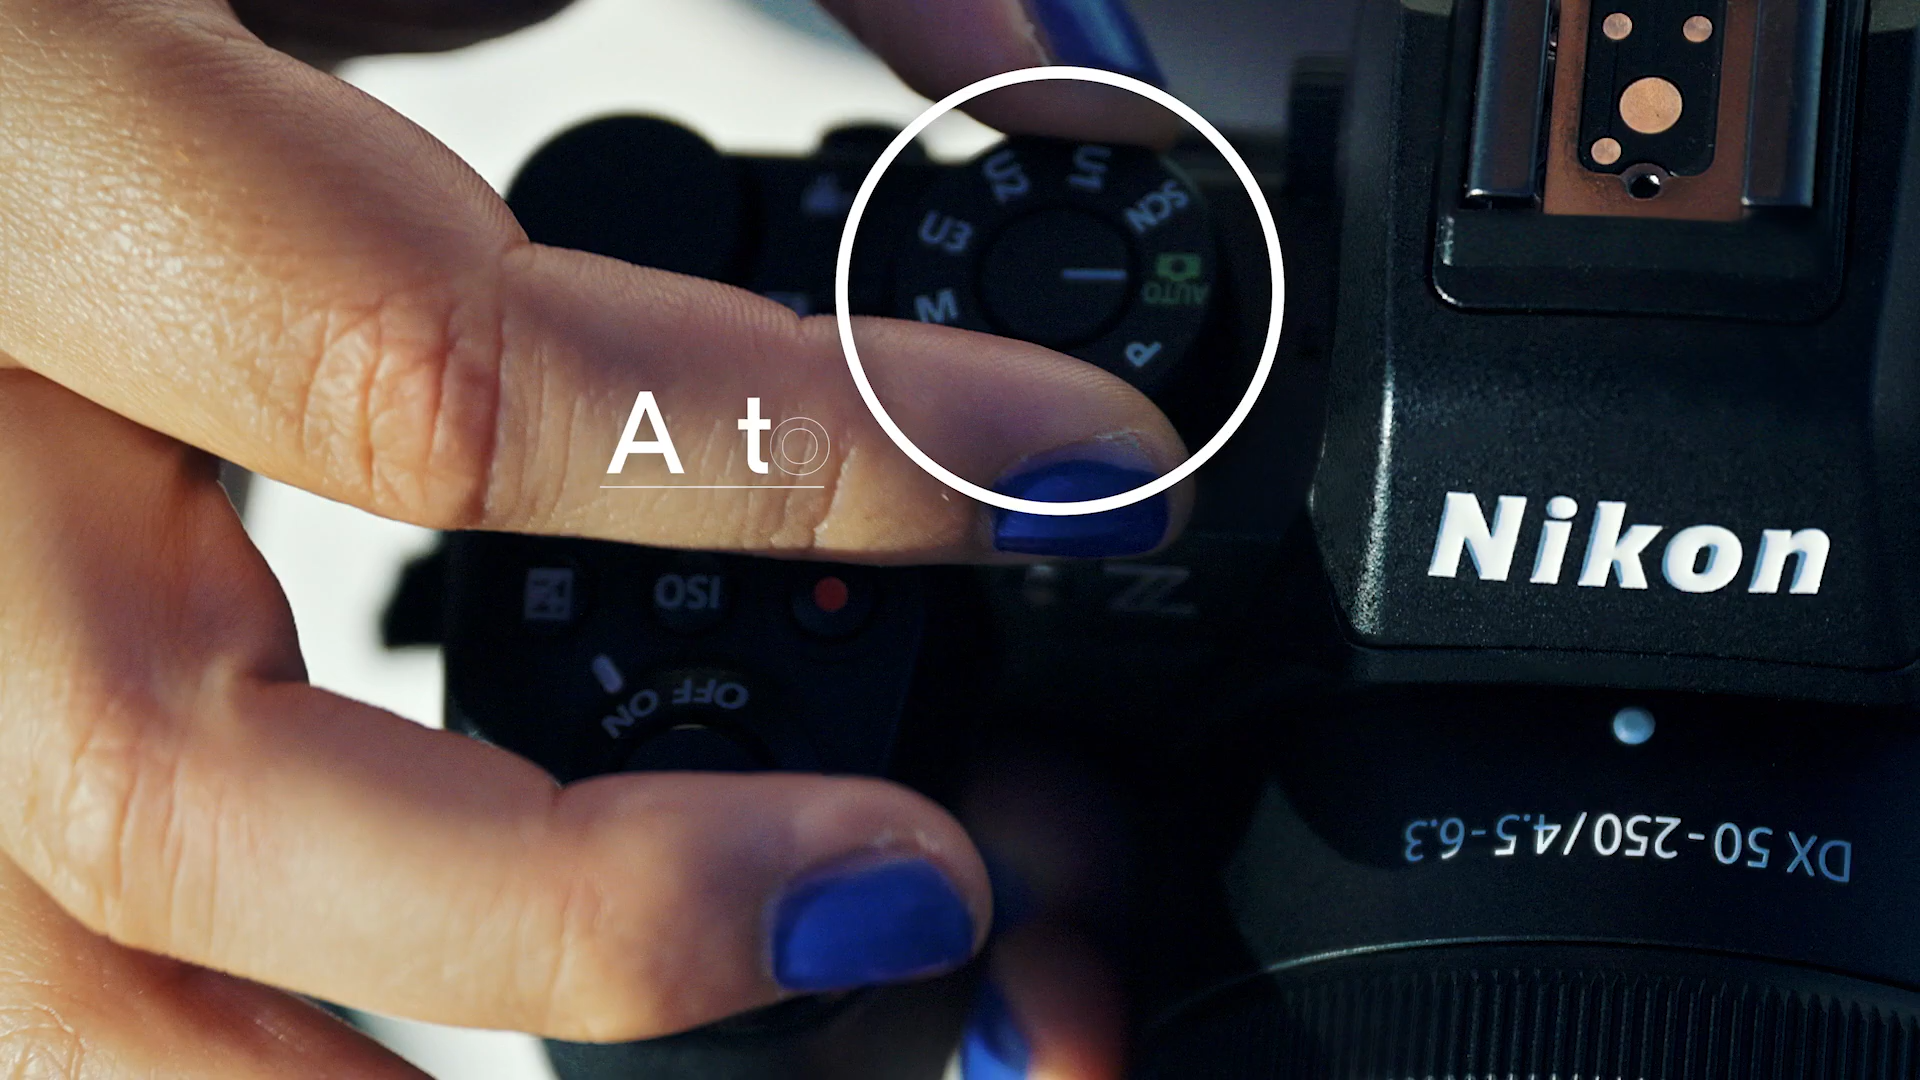 U2
U1
SCN
U3
AUTO
M
P
A to
Nikon
ISO
Z
OFF
ON
DX 50-250/4.5-6.3